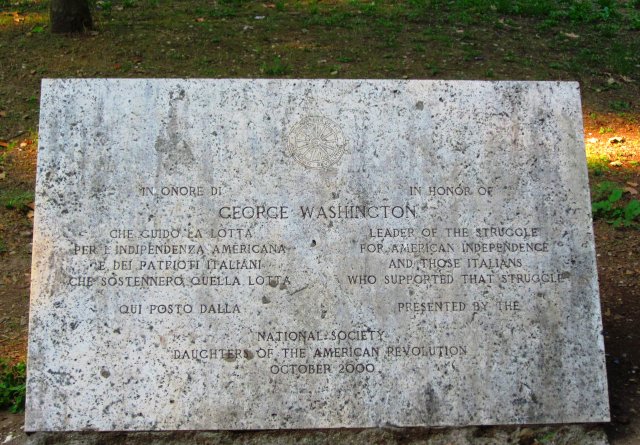 IN ONORE DI
IN HONOR OF
GEORGE WASHINGTON
CHE GUIDO LA LOTTA
PER L'INDIPENDENZA AMERICANA
E DEI PATRIOTI ITALIANI
CHE SOSTENNERO QUELLA LOTTA
QUI POSTO DALLA
LEADER OF THE STRUGGLE
FOR AMERICAN INDEPENDENCE
AND THOSE ITALIANS
WHO SUPPORTED THAT STRUGGLE
PRESENTED BY THE
NATIONAL SOCIETY
DAUGHTERS OF THE AMERICAN REVOLUTION
OCTOBER 2000